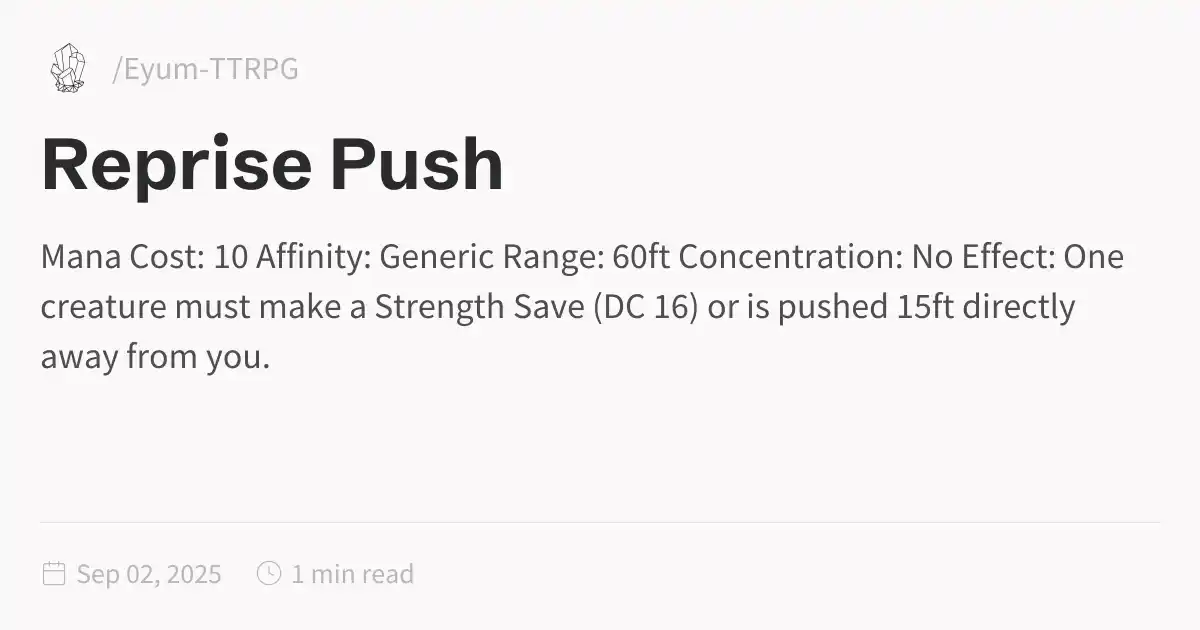 /Eyum-TTRPG
Reprise Push
Mana Cost: 10 Affinity: Generic Range: 60ft Concentration: No Effect: One
creature must make a Strength Save (DC 16) or is pushed 15ft directly
away from you.
Sep 02, 2025 1 min read